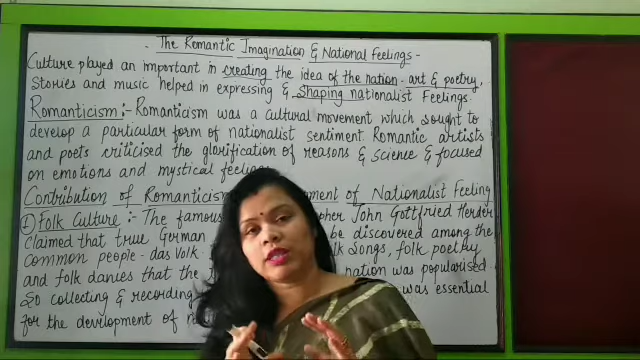 - The Romantic Imagination & National Feelings -
Culture played an important in creating the idea of the nation - art & poetry,
Stories and music helped in expressing & Shaping nationalist Feelings
Romanticism :- Romanticism was a cultural movement which sought to
develop a particular form of nationalist sentiment Romantic artists
and poets criticised the glorification of reasons & science & focused
on emotions and mystical feelings
Contribution of Romanticism of Nationalist Feeling
① Folk Culture :- The famous John Gottfried Herder
claimed that true German be discovered among the
common people - das Volk Songs, folk poetry
and folk dances that the nation was popularised
So collecting & recording was essential
for the development of